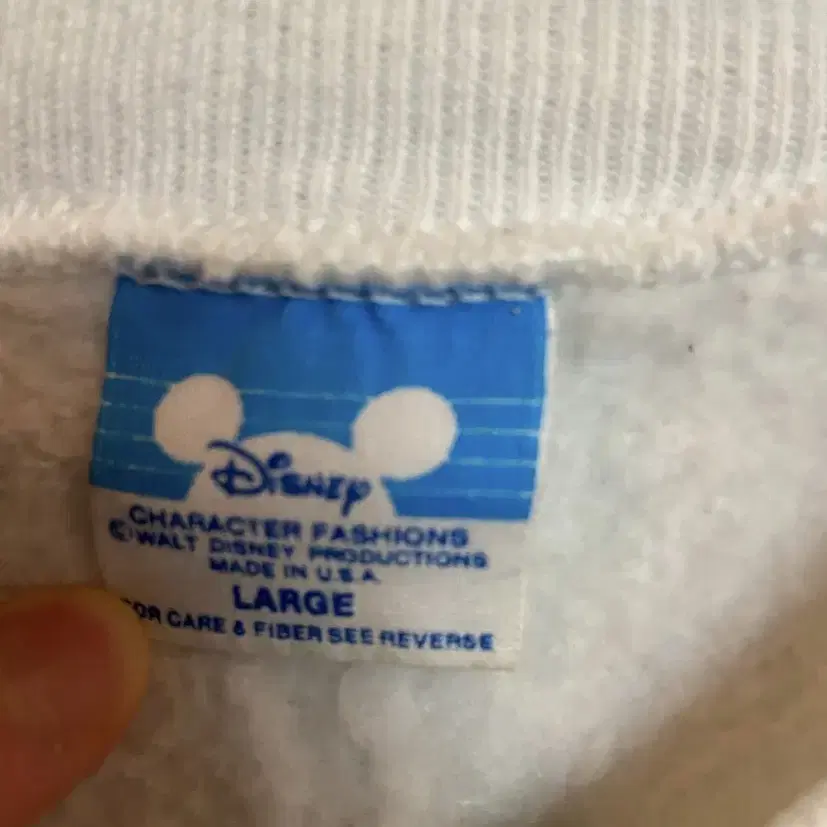 Disney
CHARACTER FASHIONS
© WALT DISNEY PRODUCTIONS
MADE IN U.S.A.
LARGE
FOR CARE & FIBER SEE REVERSE